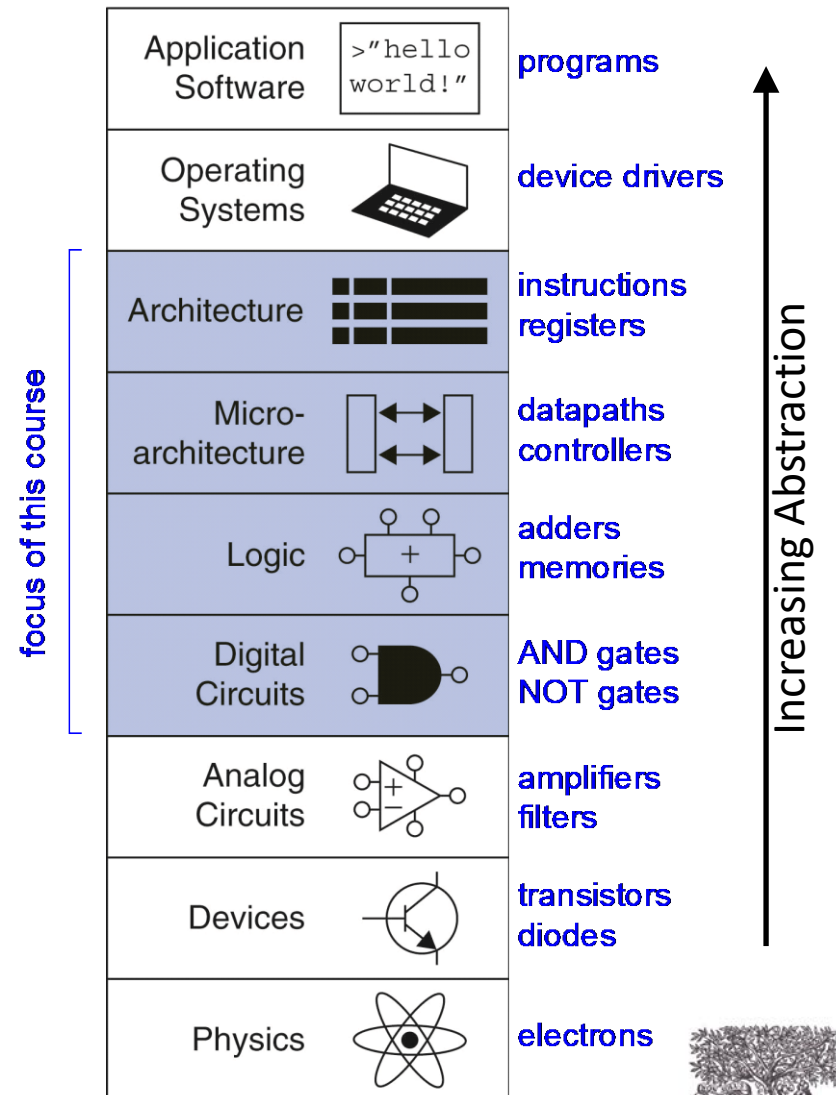 Application
Software
>"hello
world!"
programs
Operating
Systems
device drivers
Architecture
instructions
registers
Micro-
architecture
datapaths
controllers
Logic
+
adders
memories
Digital
Circuits
AND gates
NOT gates
Analog
Circuits
+
−
amplifiers
filters
Devices
transistors
diodes
Physics
electrons
focus of this course
Increasing Abstraction